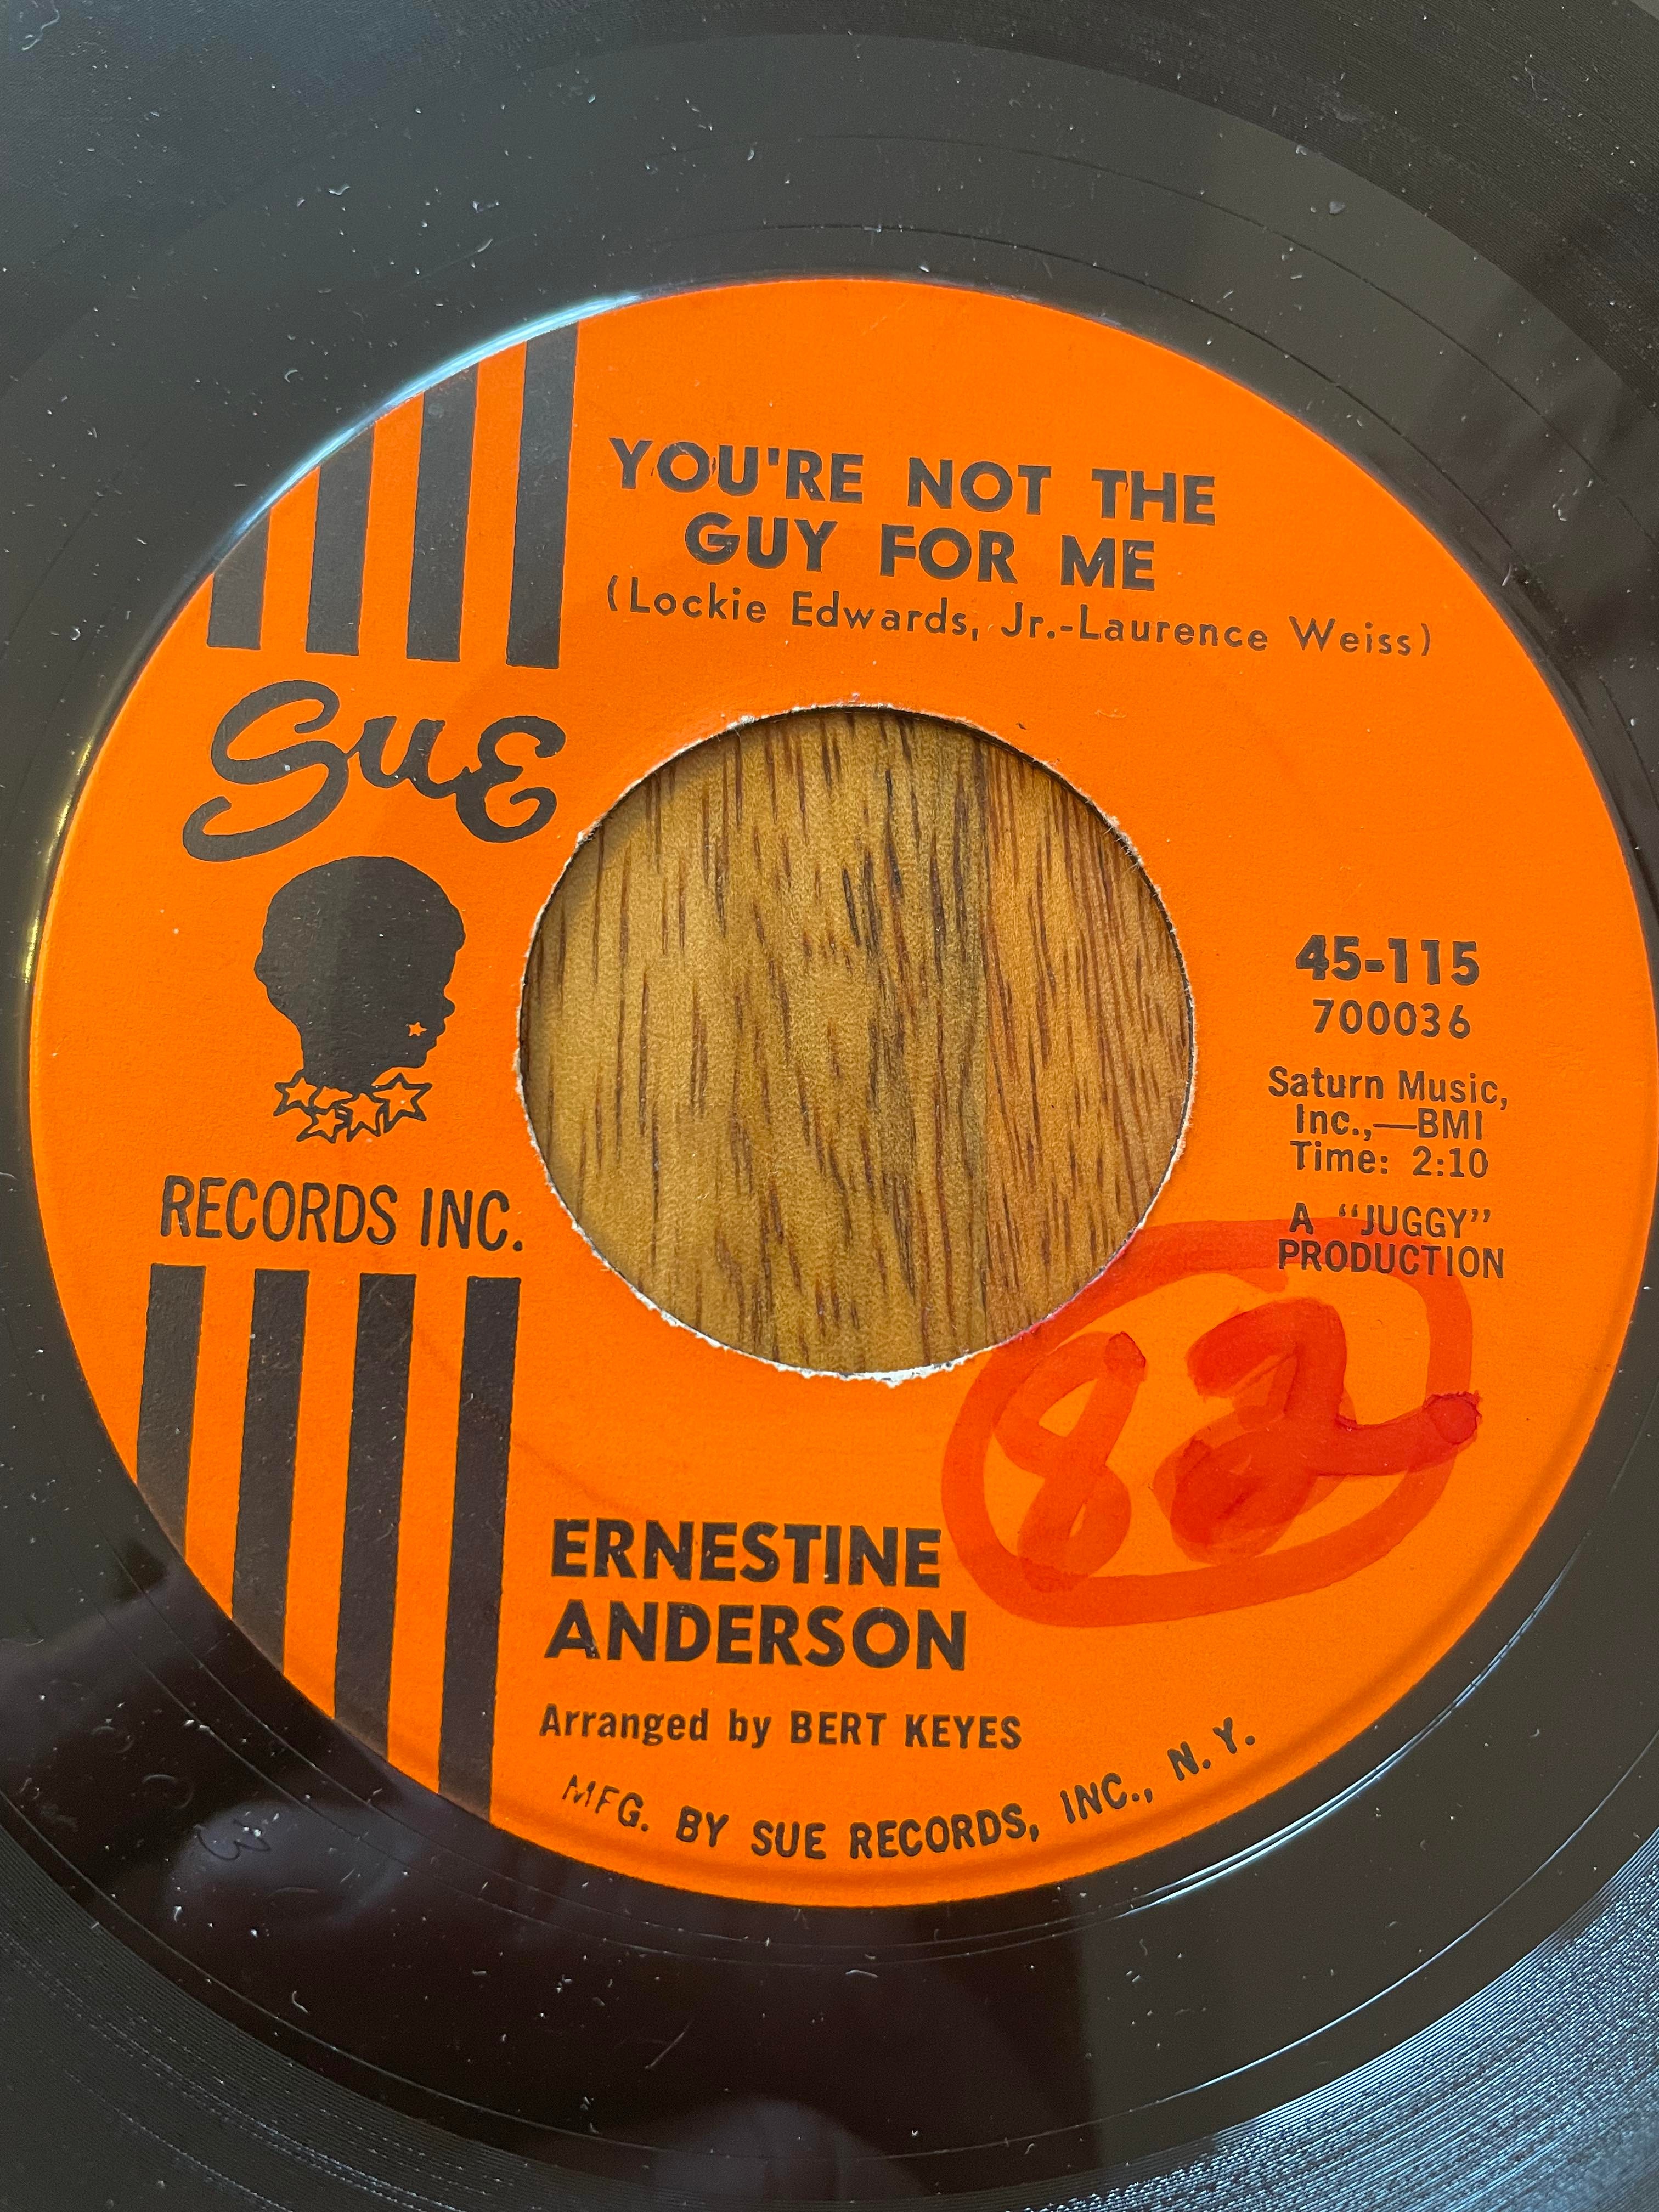 YOU'RE NOT THE
GUY FOR ME
(Lockie Edwards, Jr.-Laurence Weiss)
Sue
RECORDS INC.
45-115
700036
Saturn Music,
Inc.,—BMI
Time: 2:10
A "JUGGY"
PRODUCTION
82
ERNESTINE
ANDERSON
Arranged by BERT KEYES
MFG. BY SUE RECORDS, INC., N.Y.
3